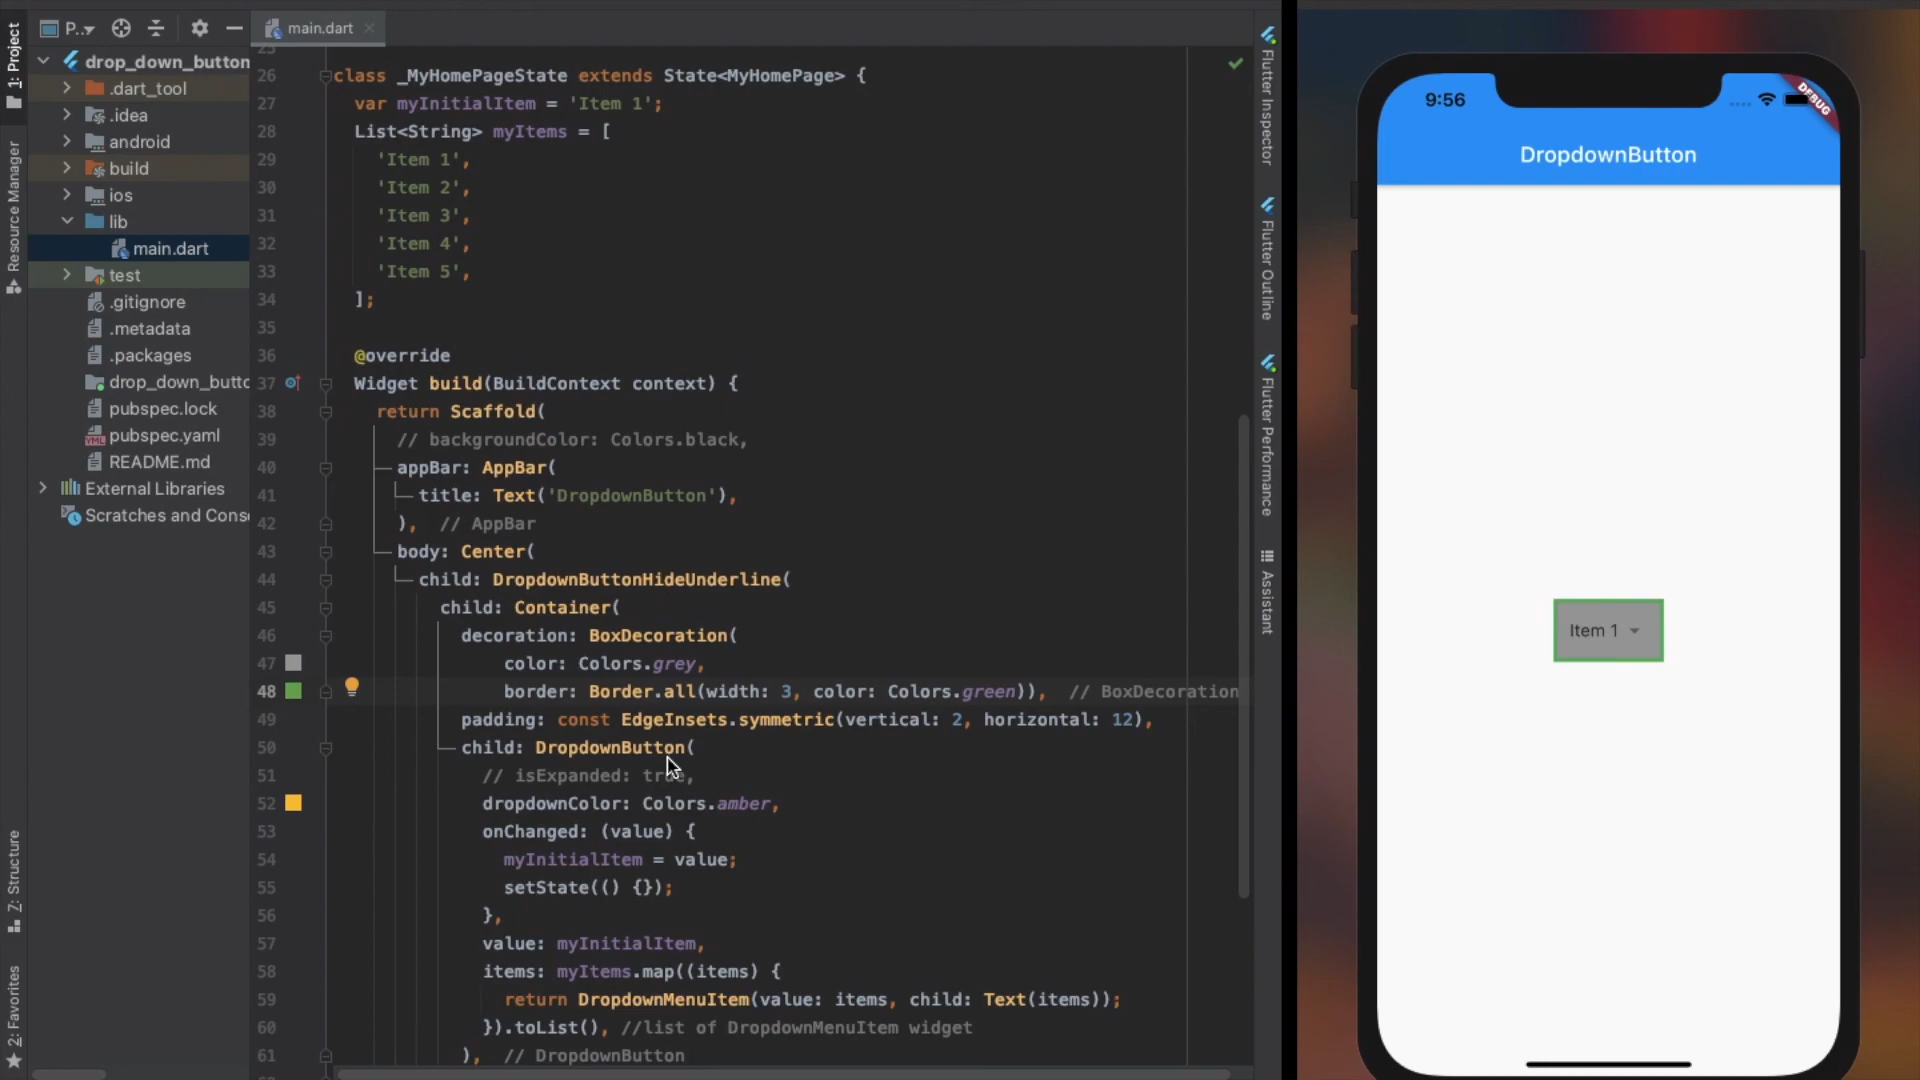 1: Project
Resource Manager
Z: Structure
2: Favorites
P..
drop_down_button
.dart_tool
.idea
android
build
ios
lib
main.dart
test
.gitignore
.metadata
.packages
drop_down_butto
pubspec.lock
YML
pubspec.yaml
README.md
External Libraries
Scratches and Conso
main.dart
25
26 class _MyHomePageState extends State<MyHomePage> {
27 var myInitialItem = 'Item 1';
28 List<String> myItems = [
29 'Item 1',
30 'Item 2',
31 'Item 3',
32 'Item 4',
33 'Item 5',
34 ];
35
36 @override
37 Widget build(BuildContext context) {
38 return Scaffold(
39 // backgroundColor: Colors.black,
40 appBar: AppBar(
41 title: Text('DropdownButton'),
42 ), // AppBar
43 body: Center(
44 child: DropdownButtonHideUnderline(
45 child: Container(
46 decoration: BoxDecoration(
47 color: Colors.grey,
48 border: Border.all(width: 3, color: Colors.green)), // BoxDecoration
49 padding: const EdgeInsets.symmetric(vertical: 2, horizontal: 12),
50 child: DropdownButton(
51 // isExpanded: true,
52 dropdownColor: Colors.amber,
53 onChanged: (value) {
54 myInitialItem = value;
55 setState(() {});
56 },
57 value: myInitialItem,
58 items: myItems.map((items) {
59 return DropdownMenuItem(value: items, child: Text(items));
60 }).toList(), //list of DropdownMenuItem widget
61 ), // DropdownButton
Flutter Inspector
Flutter Outline
Flutter Performance
Assistant
9:56
DEBUG
DropdownButton
Item 1